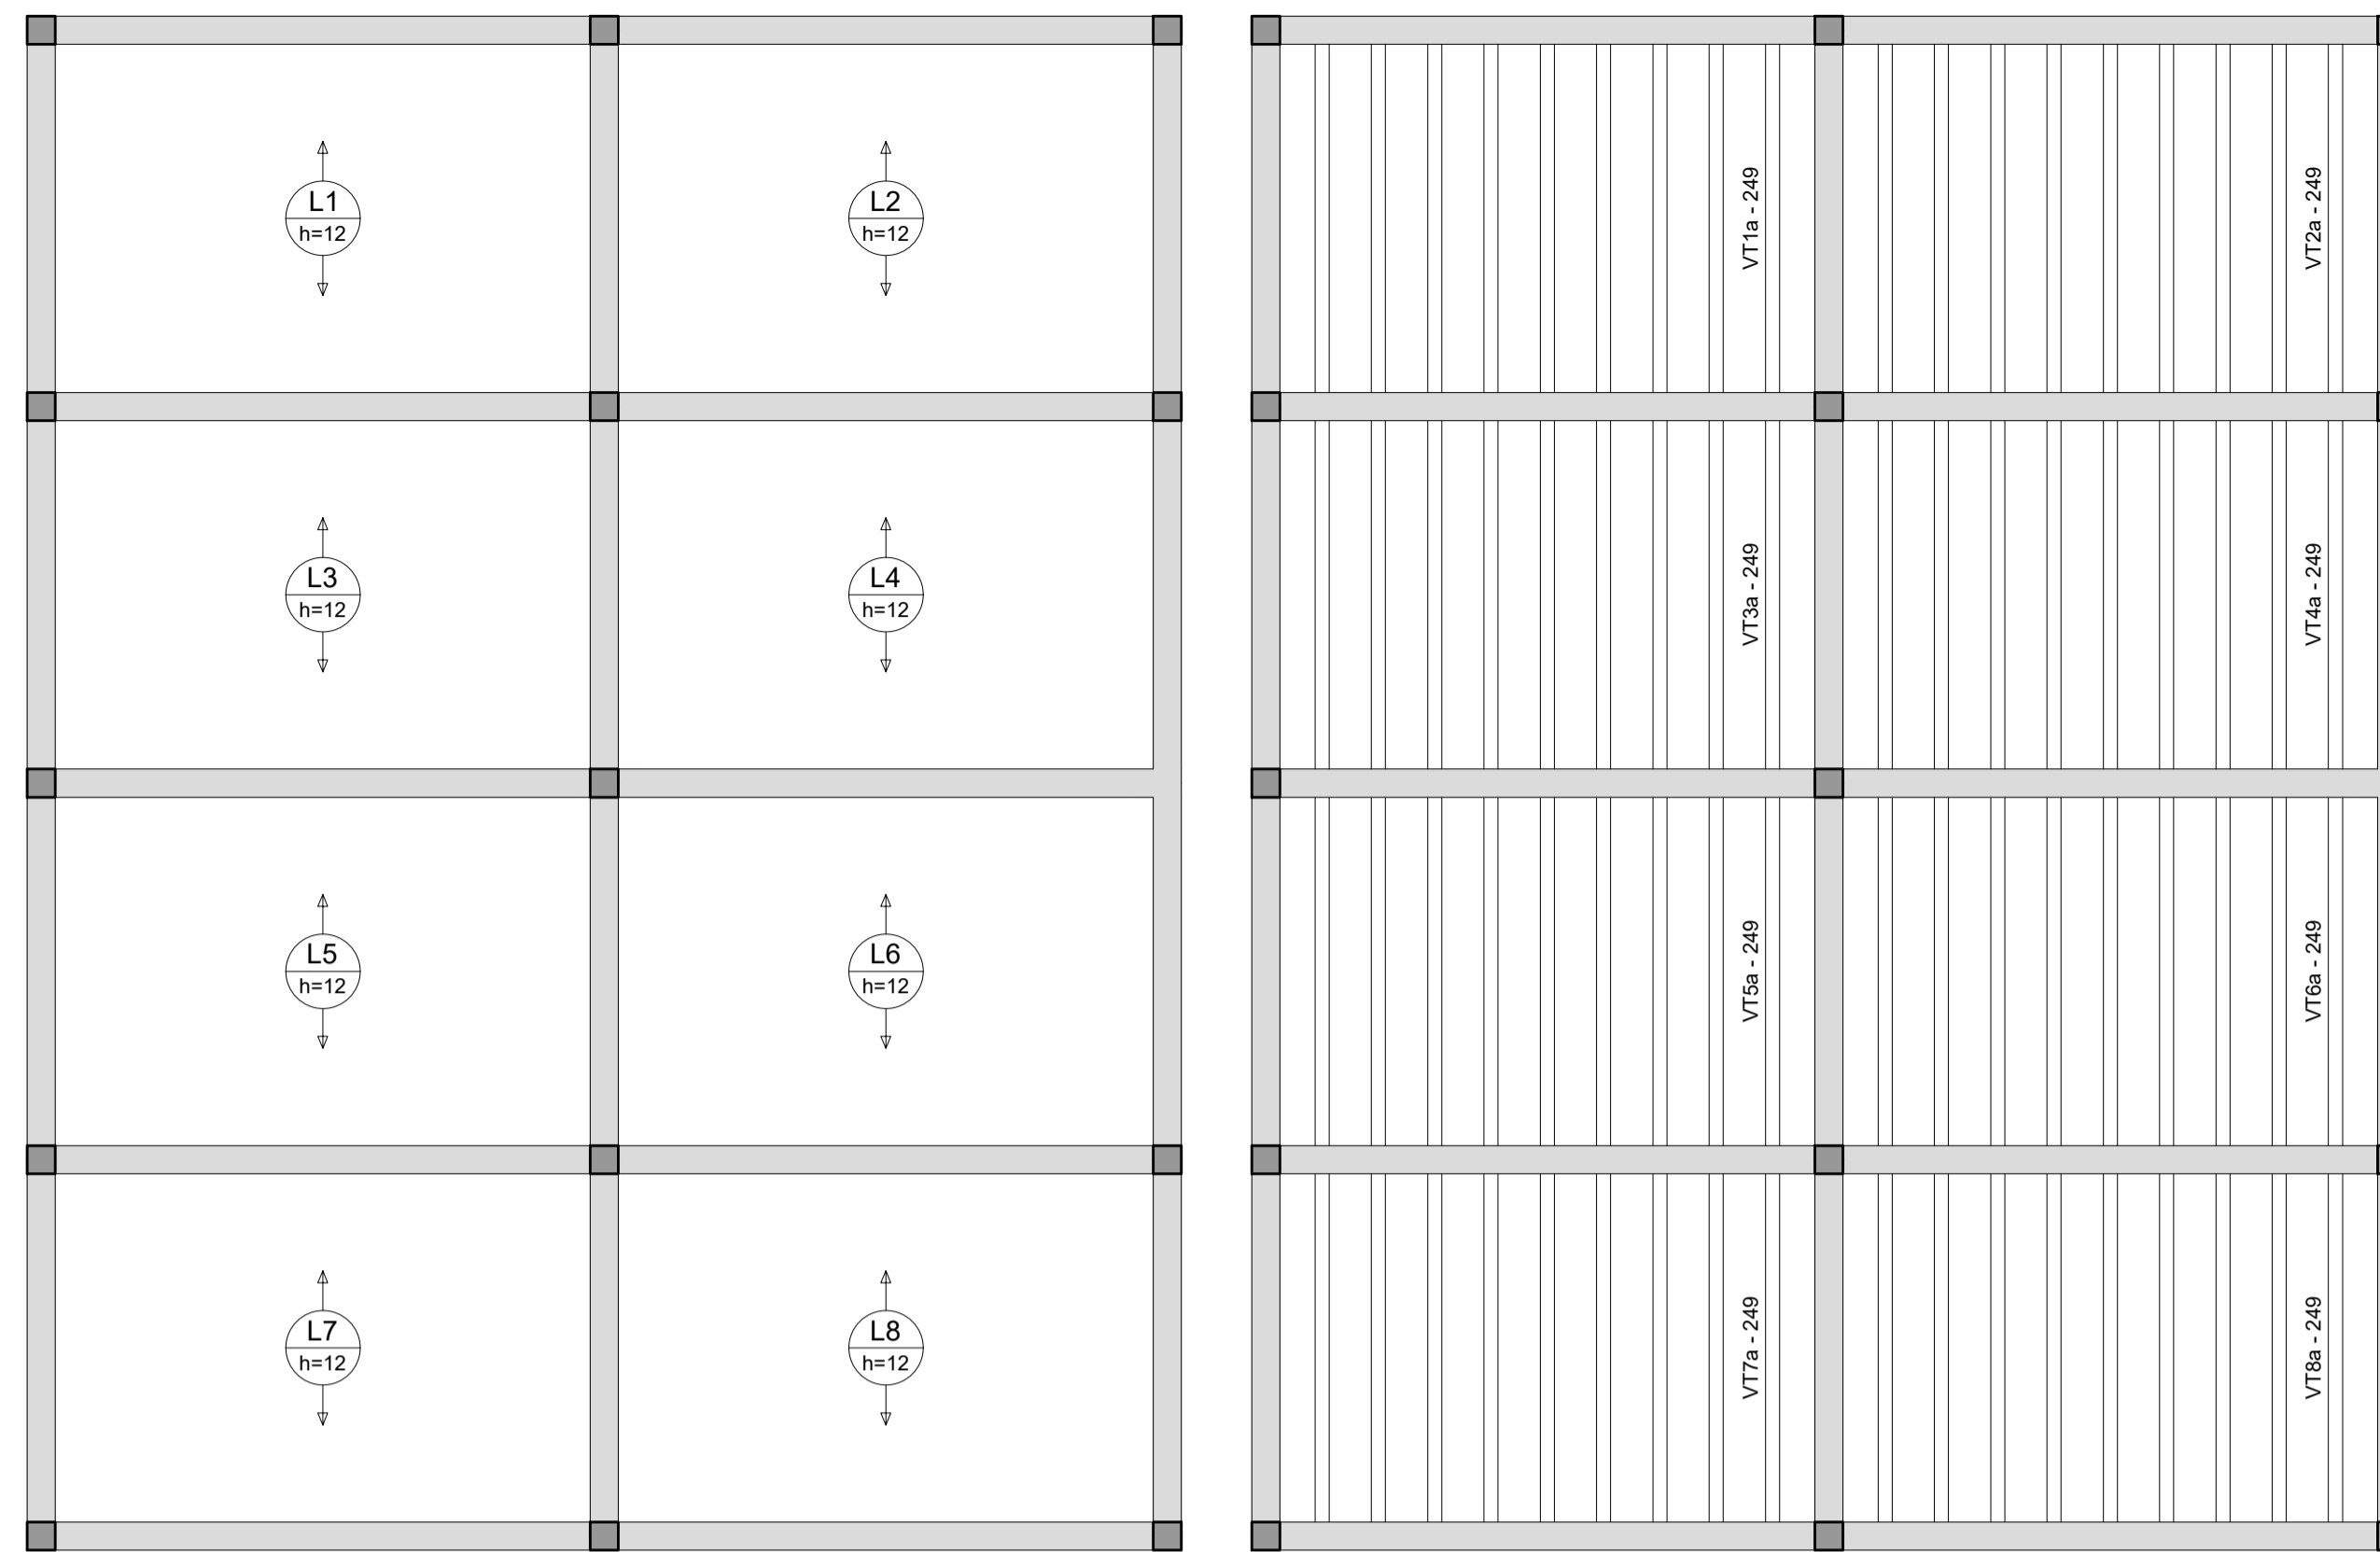 L1
h=12
L2
h=12
L3
h=12
L4
h=12
L5
h=12
L6
h=12
L7
h=12
L8
h=12
VT1a - 249
VT2a - 249
VT3a - 249
VT4a - 249
VT5a - 249
VT6a - 249
VT7a - 249
VT8a - 249